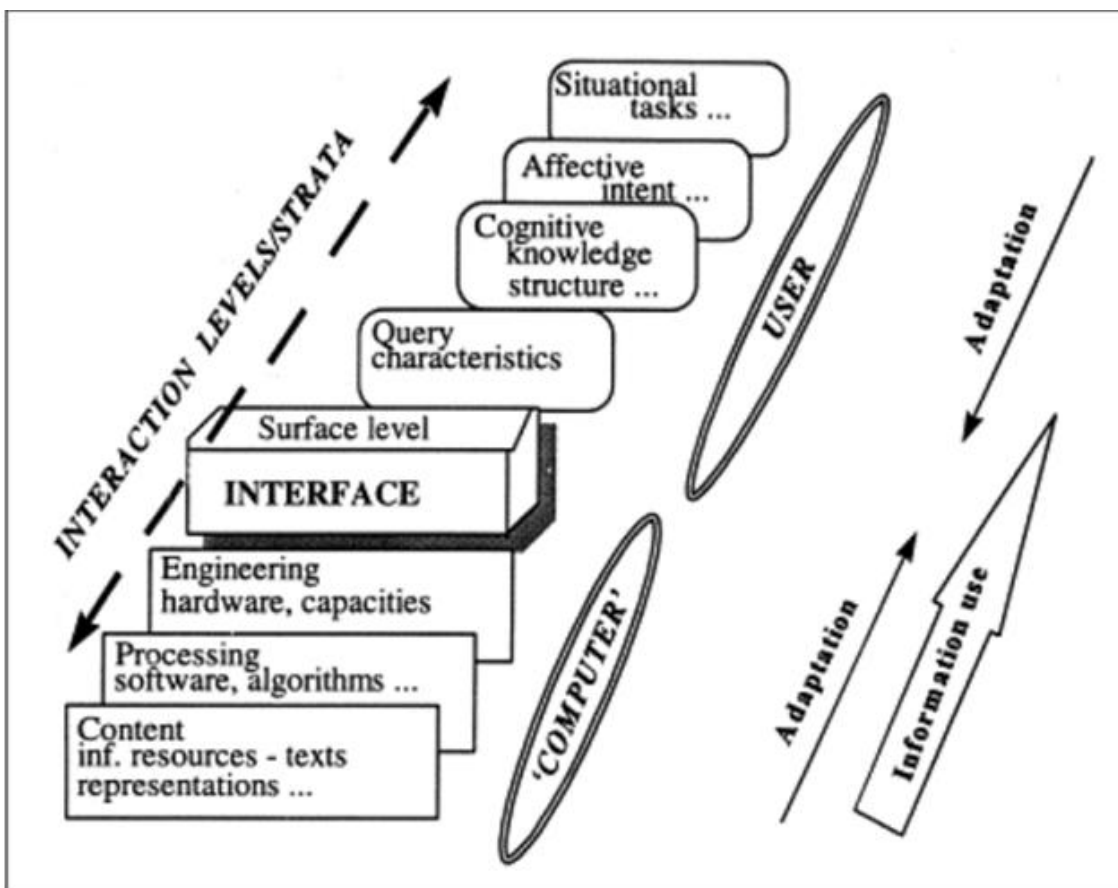 Situational
tasks ...
Affective
intent ...
Cognitive
knowledge
structure ...
Query
characteristics
Surface level
INTERFACE
Engineering
hardware, capacities
Processing
software, algorithms ...
Content
inf. resources - texts
representations ...
INTERACTION LEVELS/STRATA
USER
'COMPUTER'
Adaptation
Adaptation
Information use